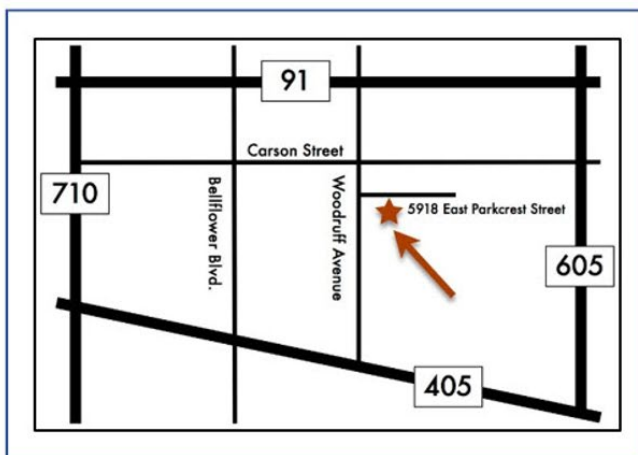 91
Carson Street
710
Bellflower Blvd.
Woodruff Avenue
5918 East Parkcrest Street
605
405